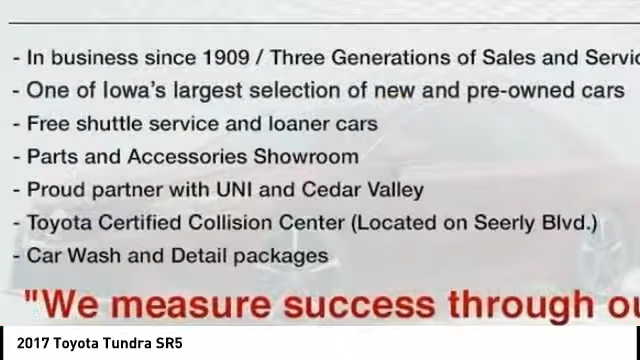 - In business since 1909 / Three Generations of Sales and
- One of Iowa's largest selection of new and pre-owned cars
- Free shuttle service and loaner cars
- Parts and Accessories Showroom
- Proud partner with UNI and Cedar Valley
- Toyota Certified Collision Center (Located on Seerly Blvd.)
- Car Wash and Detail packages
"We measure success through
2017 Toyota Tundra SR5